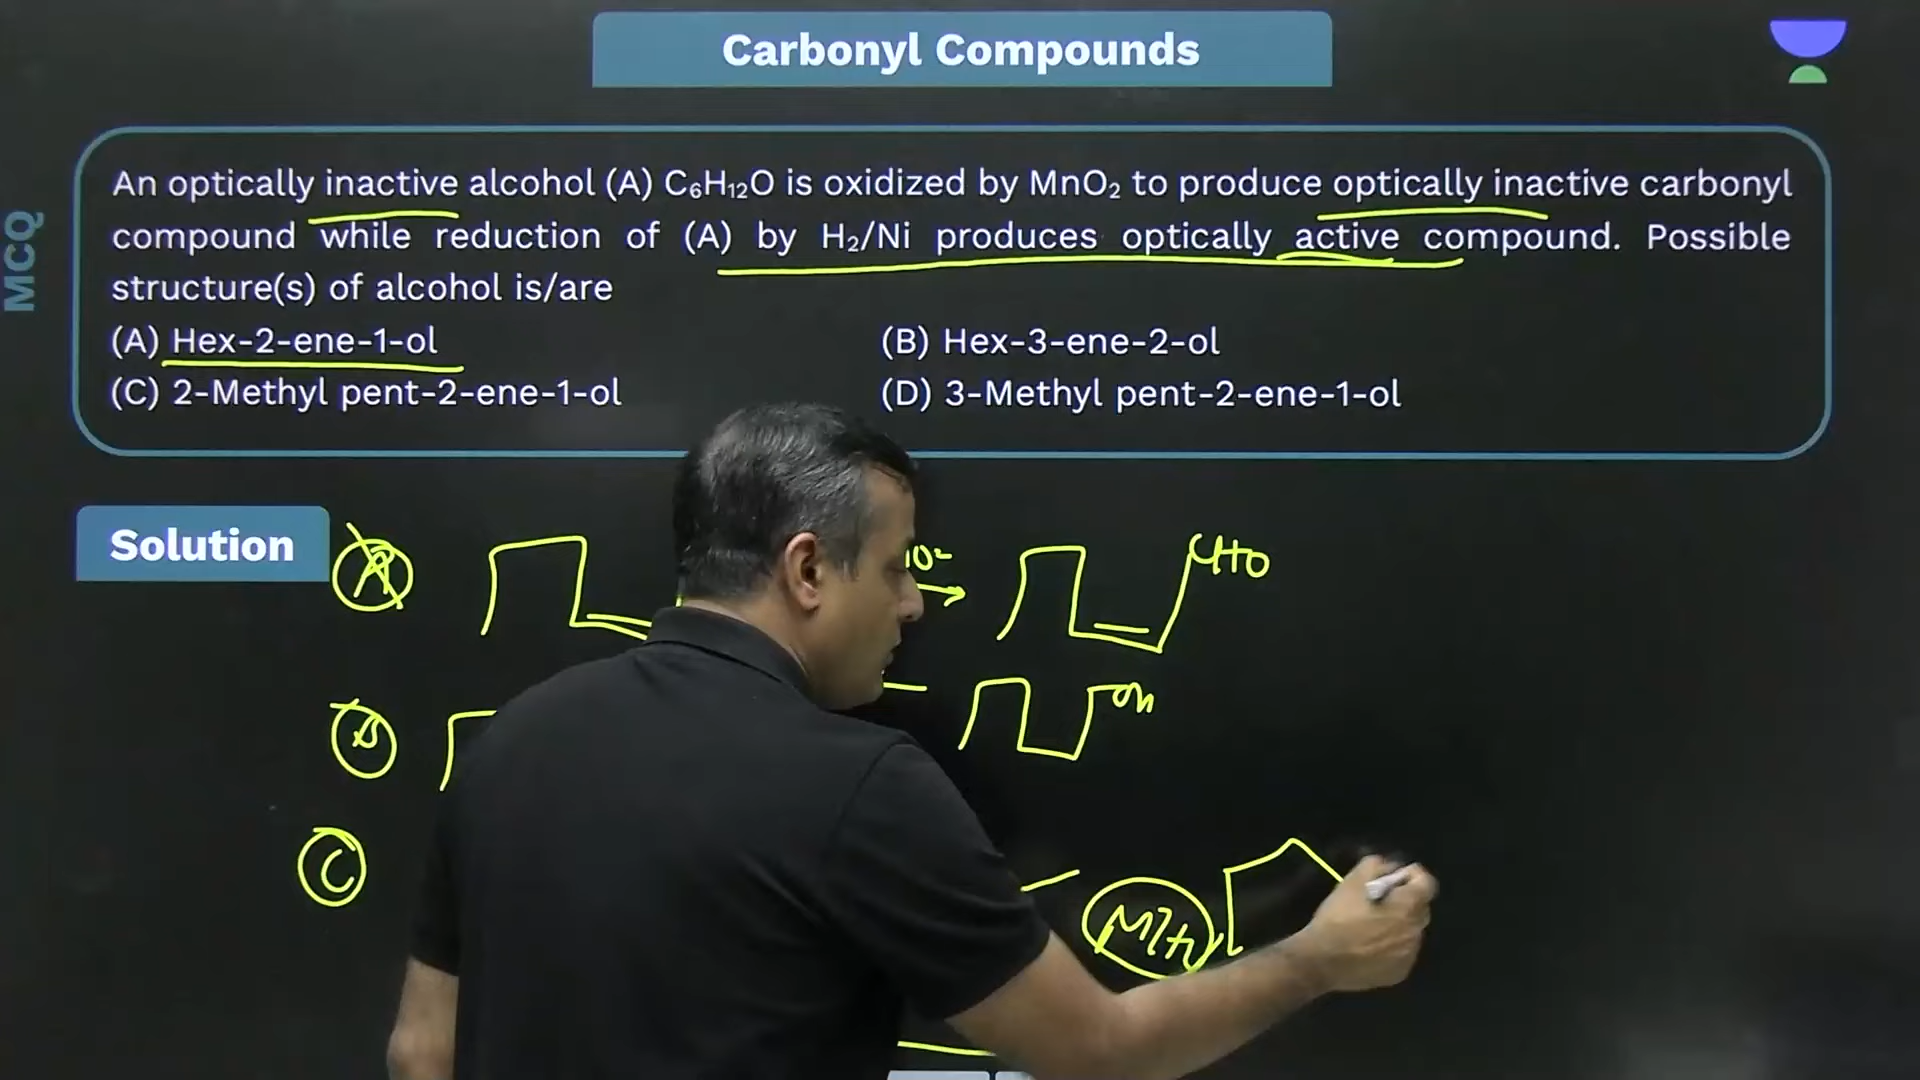 Carbonyl Compounds
MCQ
An optically inactive alcohol (A) C₆H₁₂O is oxidized by MnO₂ to produce optically inactive carbonyl
compound while reduction of (A) by H₂/Ni produces optically active compound. Possible
structure(s) of alcohol is/are
(A) Hex-2-ene-1-ol
(B) Hex-3-ene-2-ol
(C) 2-Methyl pent-2-ene-1-ol
(D) 3-Methyl pent-2-ene-1-ol
Solution
A
CHO
B
OH
C